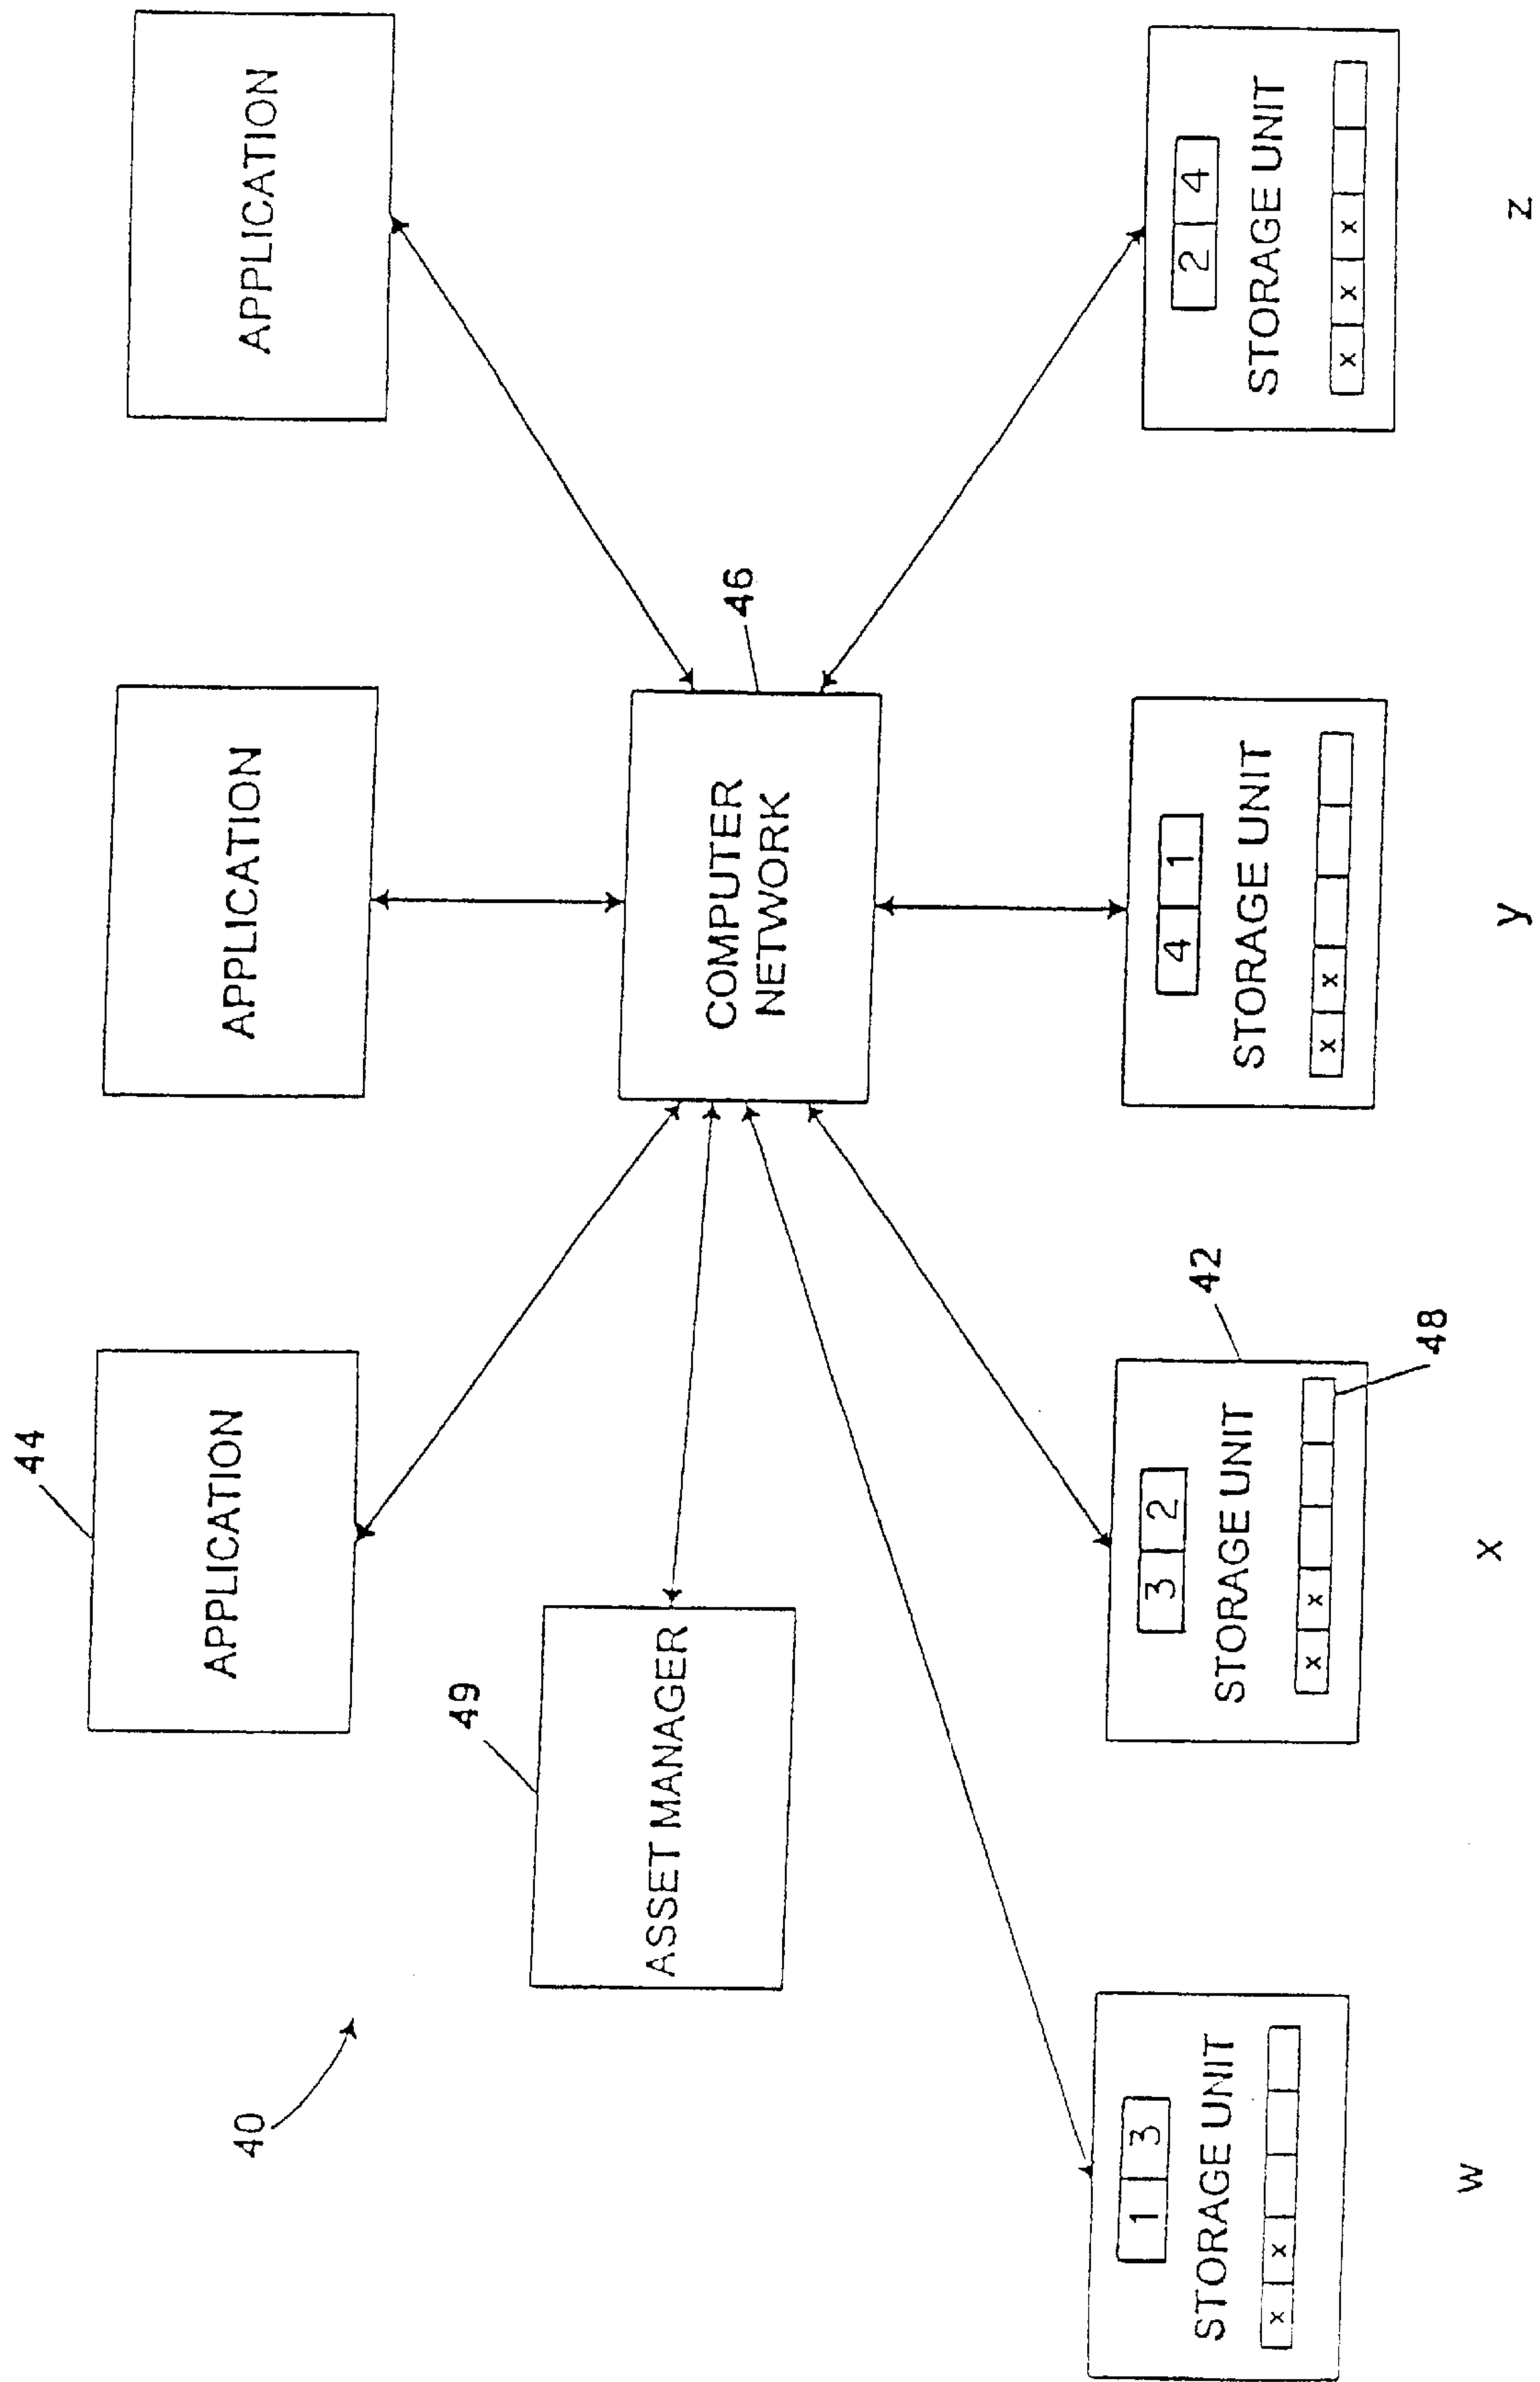 44
APPLICATION
APPLICATION
APPLICATION
40
49
ASSET MANAGER
COMPUTER
NETWORK
46
1 3
STORAGE UNIT
x x
w
3 2
STORAGE UNIT
x x
42
48
x
4 1
STORAGE UNIT
x x
y
2 4
STORAGE UNIT
x x x
z